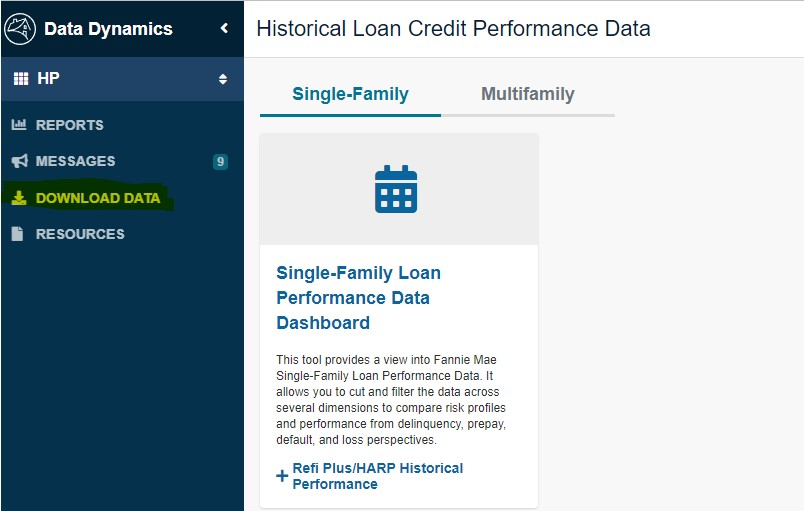 Data Dynamics
Historical Loan Credit Performance Data
HP
REPORTS
MESSAGES 9
DOWNLOAD DATA
RESOURCES
Single-Family Multifamily
Single-Family Loan
Performance Data
Dashboard
This tool provides a view into Fannie Mae
Single-Family Loan Performance Data. It
allows you to cut and filter the data across
several dimensions to compare risk profiles
and performance from delinquency, prepay,
default, and loss perspectives.
Refi Plus/HARP Historical
Performance